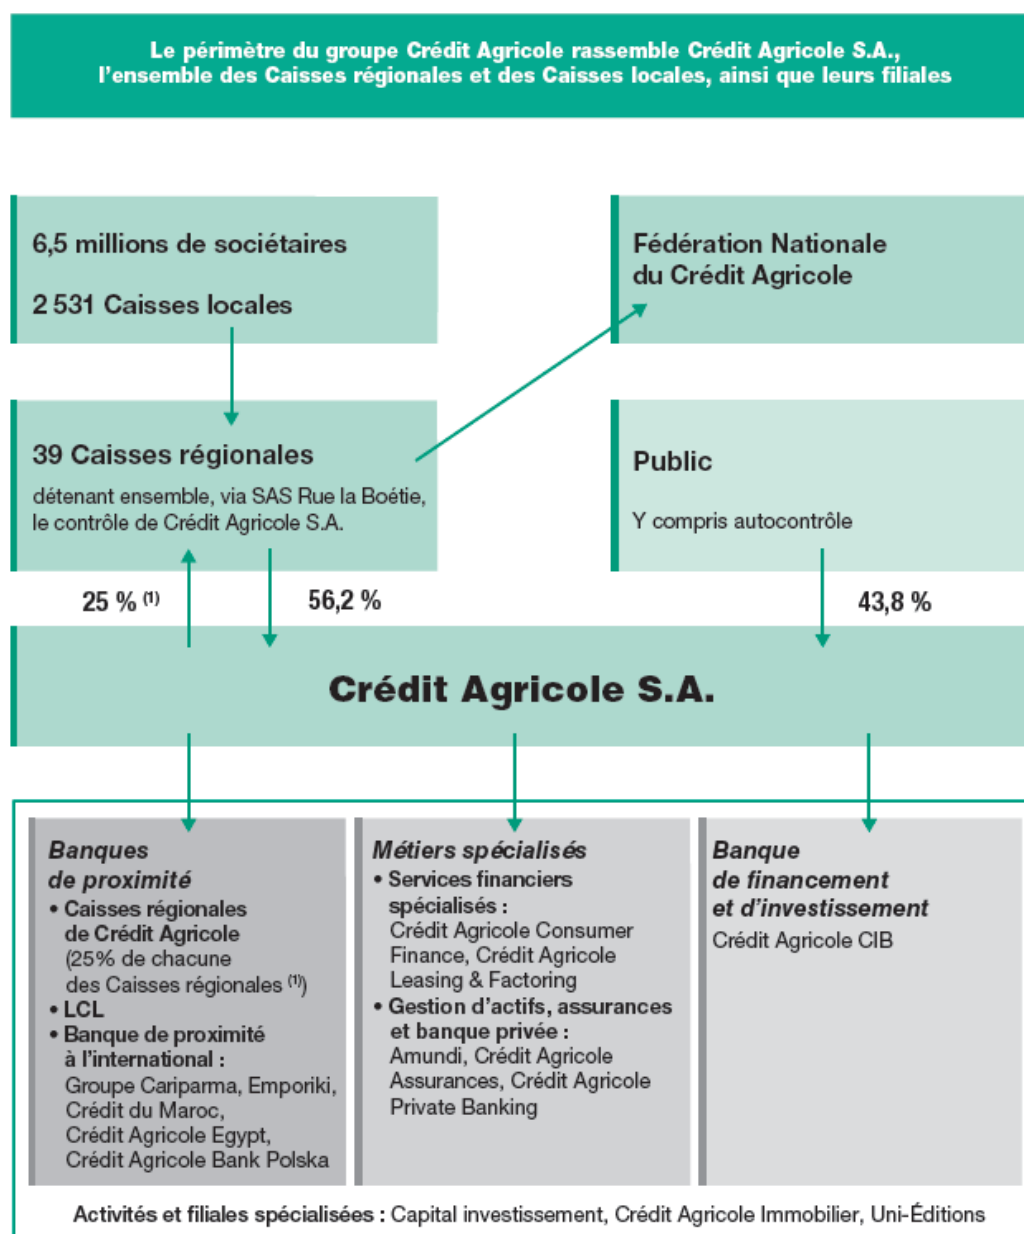 Le périmètre du groupe Crédit Agricole rassemble Crédit Agricole S.A.,
l'ensemble des Caisses régionales et des Caisses locales, ainsi que leurs filiales
6,5 millions de sociétaires
2 531 Caisses locales
Fédération Nationale
du Crédit Agricole
39 Caisses régionales
détenant ensemble, via SAS Rue la Boétie,
le contrôle de Crédit Agricole S.A.
Public
Y compris autocontrôle
25 % (1)
56,2 %
43,8 %
Crédit Agricole S.A.
Banques
de proximité
• Caisses régionales
de Crédit Agricole
(25% de chacune
des Caisses régionales (1))
• LCL
• Banque de proximité
à l'international :
Groupe Cariparma, Emporiki,
Crédit du Maroc,
Crédit Agricole Egypt,
Crédit Agricole Bank Polska
Métiers spécialisés
• Services financiers
spécialisés :
Crédit Agricole Consumer
Finance, Crédit Agricole
Leasing & Factoring
• Gestion d'actifs, assurances
et banque privée :
Amundi, Crédit Agricole
Assurances, Crédit Agricole
Private Banking
Banque
de financement
et d'investissement
Crédit Agricole CIB
Activités et filiales spécialisées : Capital investissement, Crédit Agricole Immobilier, Uni-Éditions